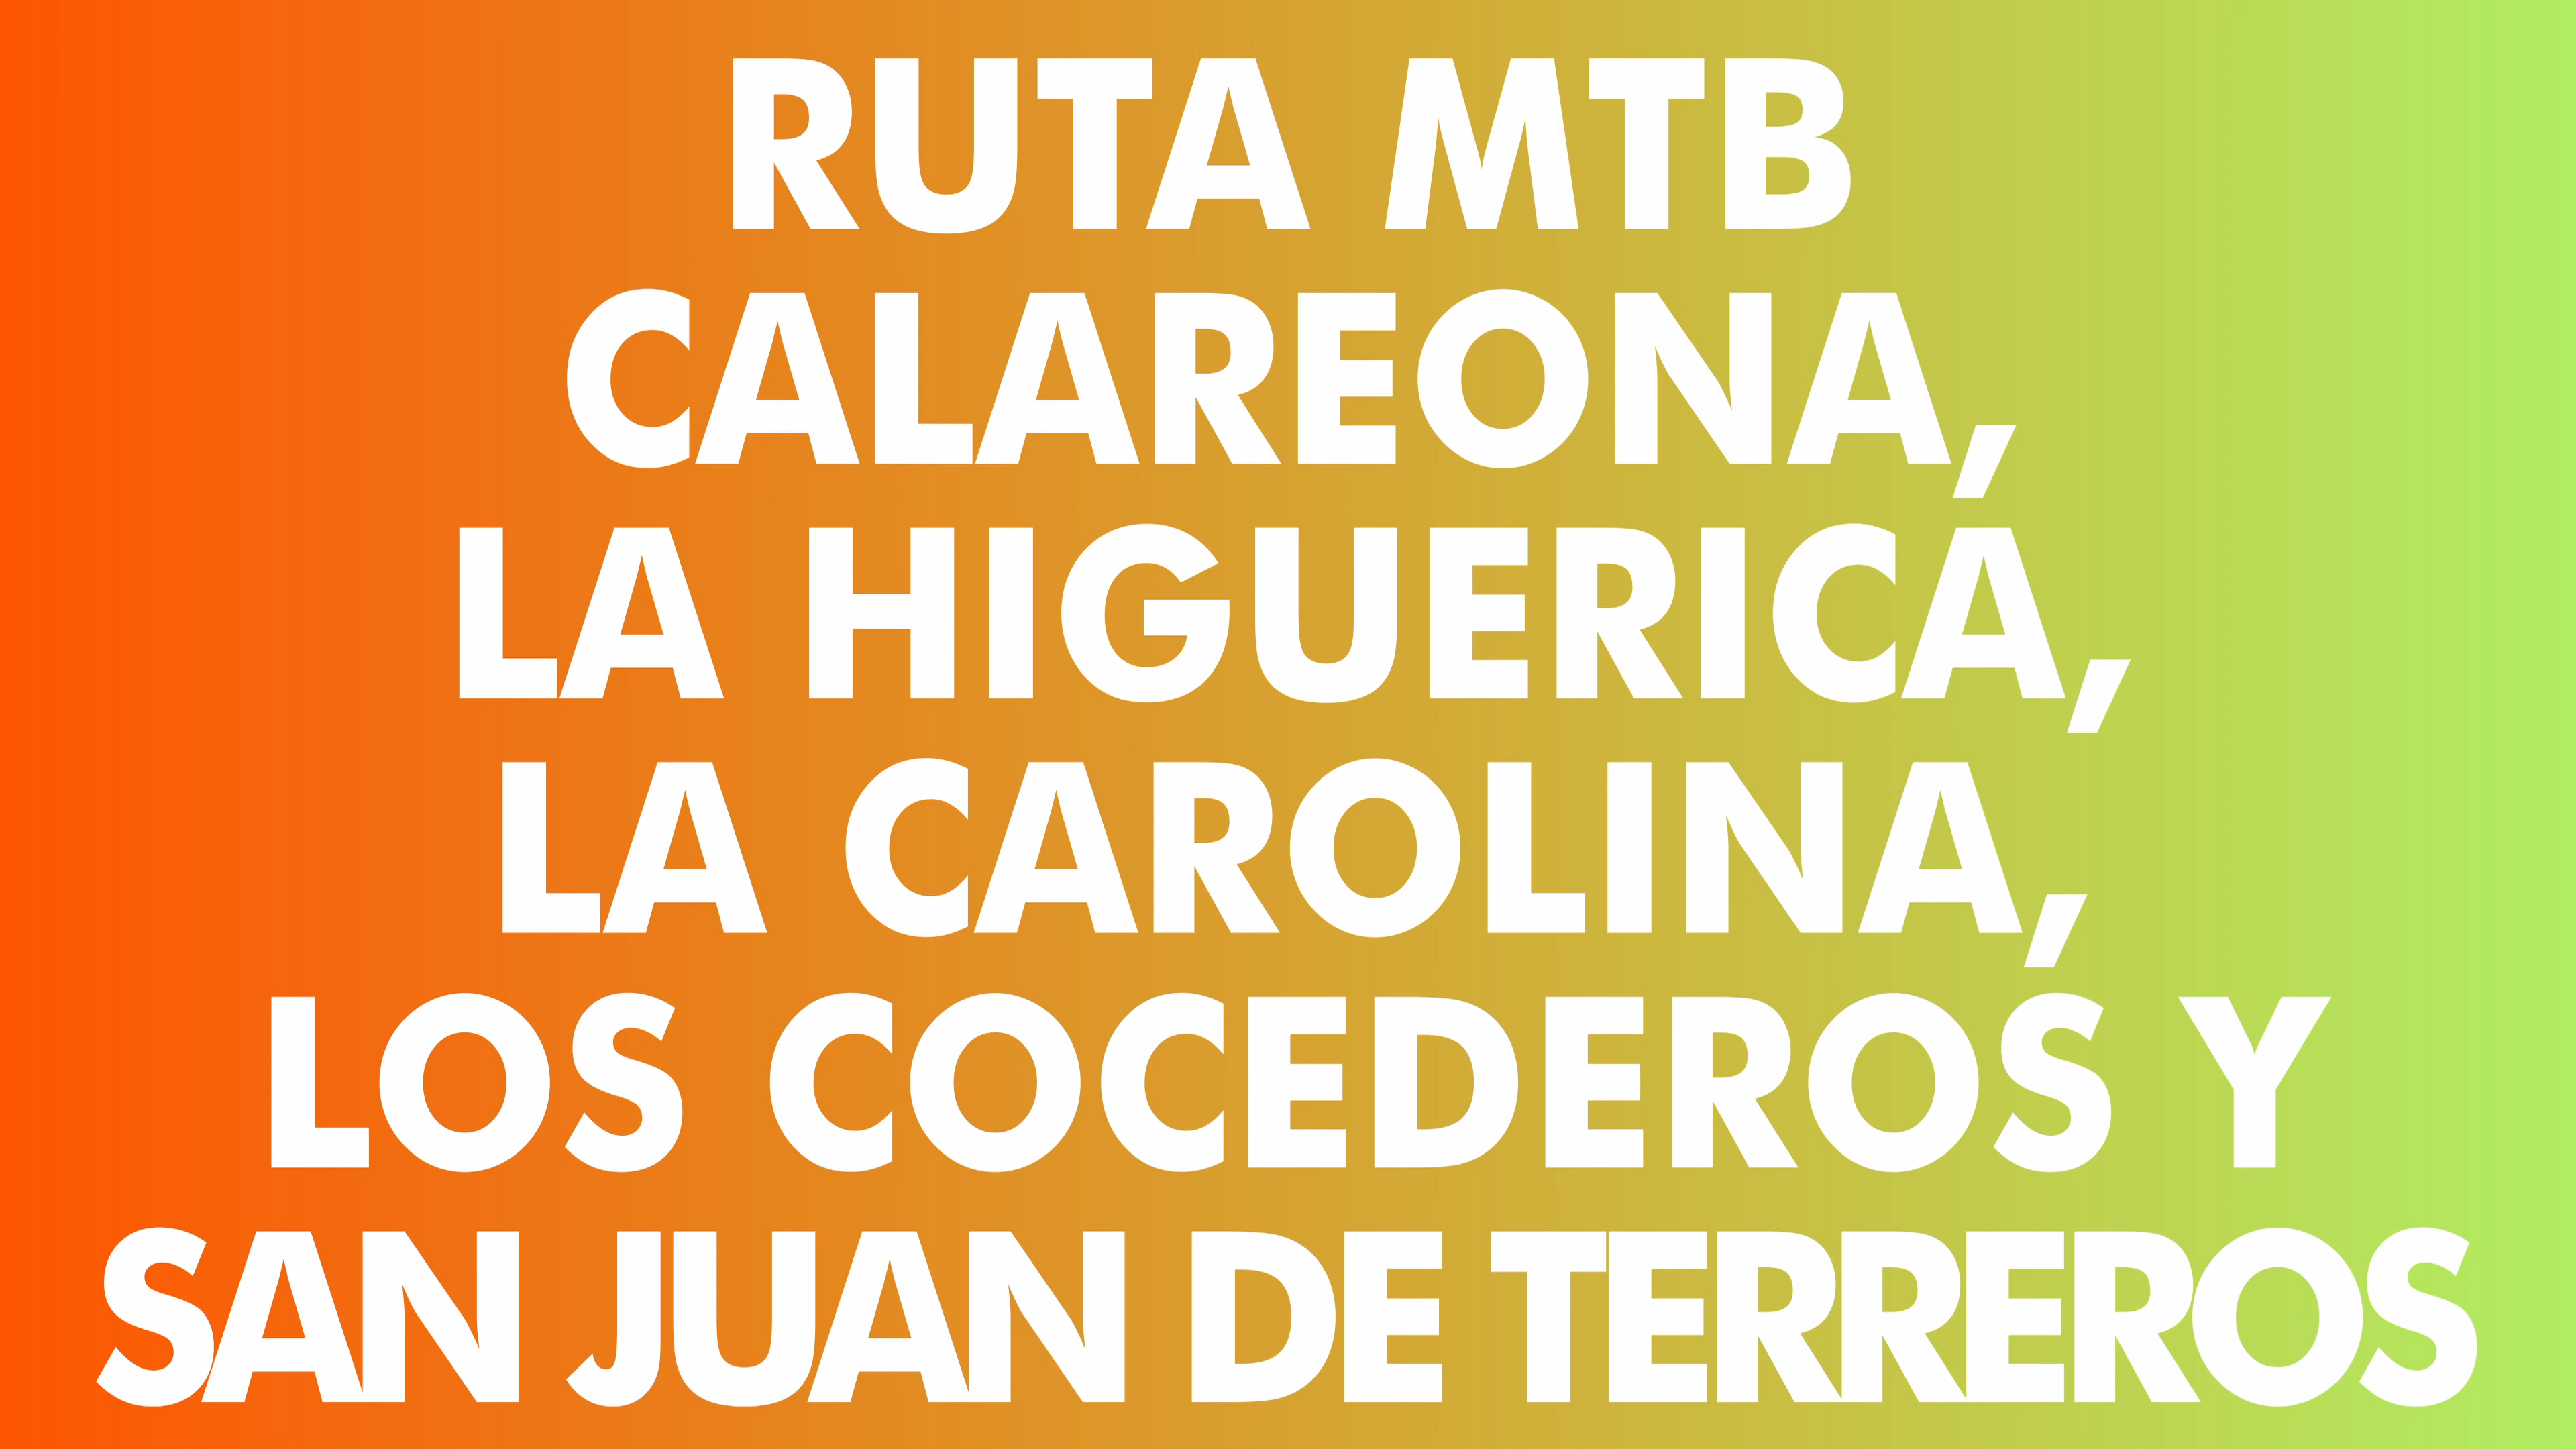 RUTA MTB
CALAREONA,
LA HIGUERICA,
LA CAROLINA,
LOS COCEDEROS Y
SAN JUAN DE TERREROS